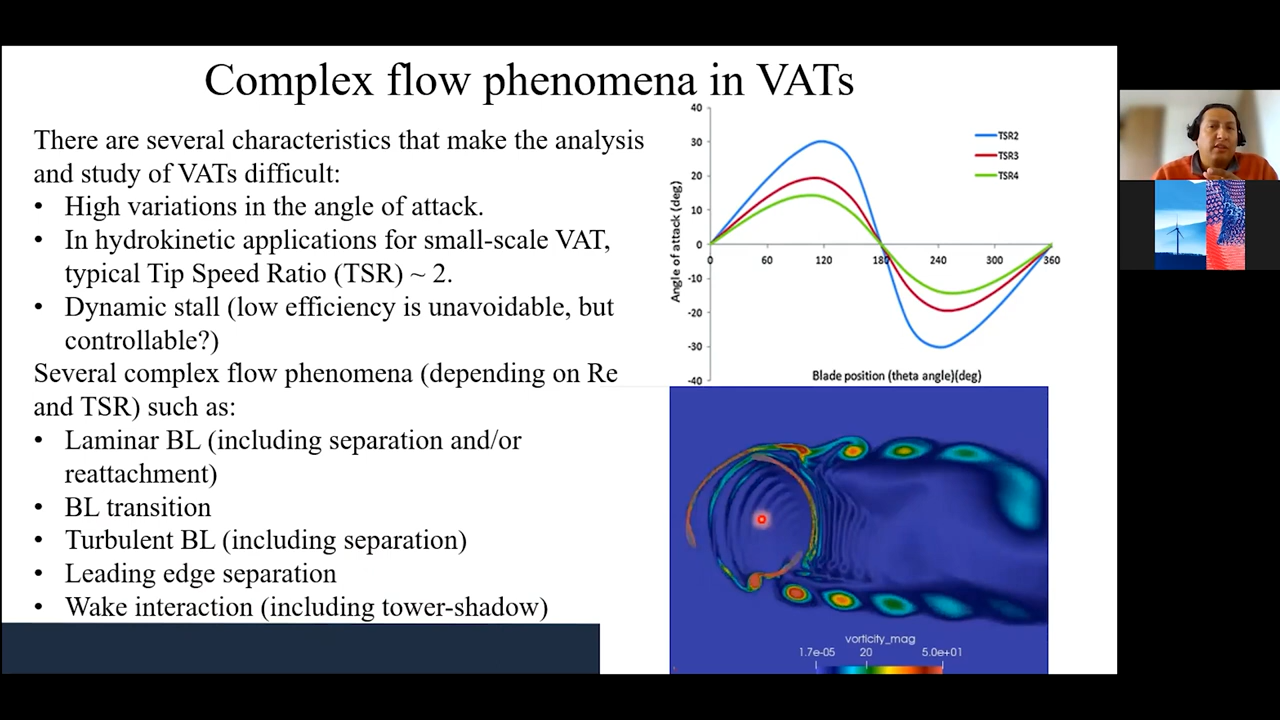 Complex flow phenomena in VATs
There are several characteristics that make the analysis
and study of VATs difficult:
• High variations in the angle of attack.
• In hydrokinetic applications for small-scale VAT,
typical Tip Speed Ratio (TSR) ~ 2.
• Dynamic stall (low efficiency is unavoidable, but
controllable?)
Several complex flow phenomena (depending on Re
and TSR) such as:
• Laminar BL (including separation and/or
reattachment)
• BL transition
• Turbulent BL (including separation)
• Leading edge separation
• Wake interaction (including tower-shadow)
Angle of attack (deg)
40
30
20
10
0
-10
-20
-30
-40
0 60 120 180 240 300 360
Blade position (theta angle)(deg)
TSR2
TSR3
TSR4
vorticity_mag
1.7e-05 20 5.0e+01